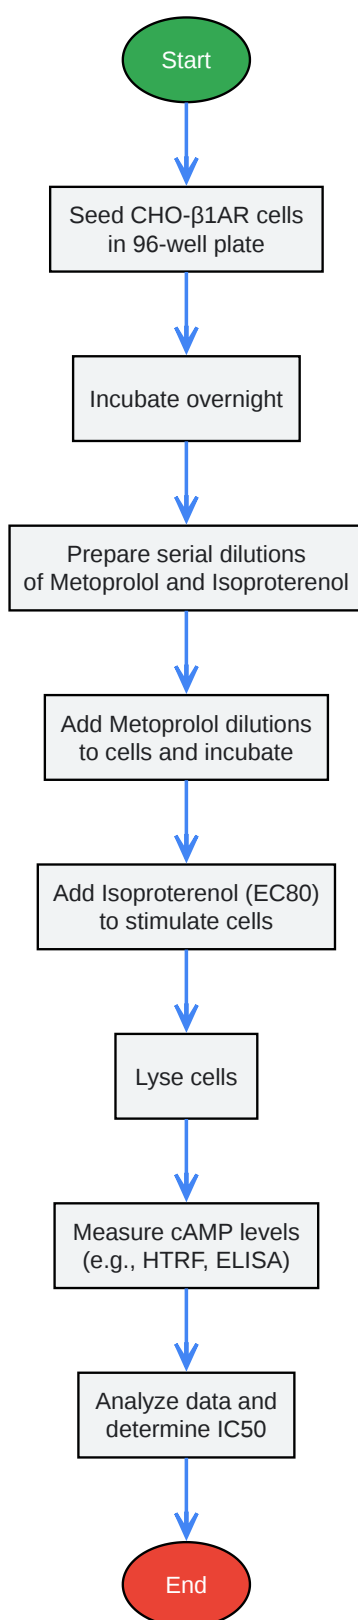 Start
Seed CHO-β1AR cells
in 96-well plate
Incubate overnight
Prepare serial dilutions
of Metoprolol and Isoproterenol
Add Metoprolol dilutions
to cells and incubate
Add Isoproterenol (EC80)
to stimulate cells
Lyse cells
Measure cAMP levels
(e.g., HTRF, ELISA)
Analyze data and
determine IC50
End